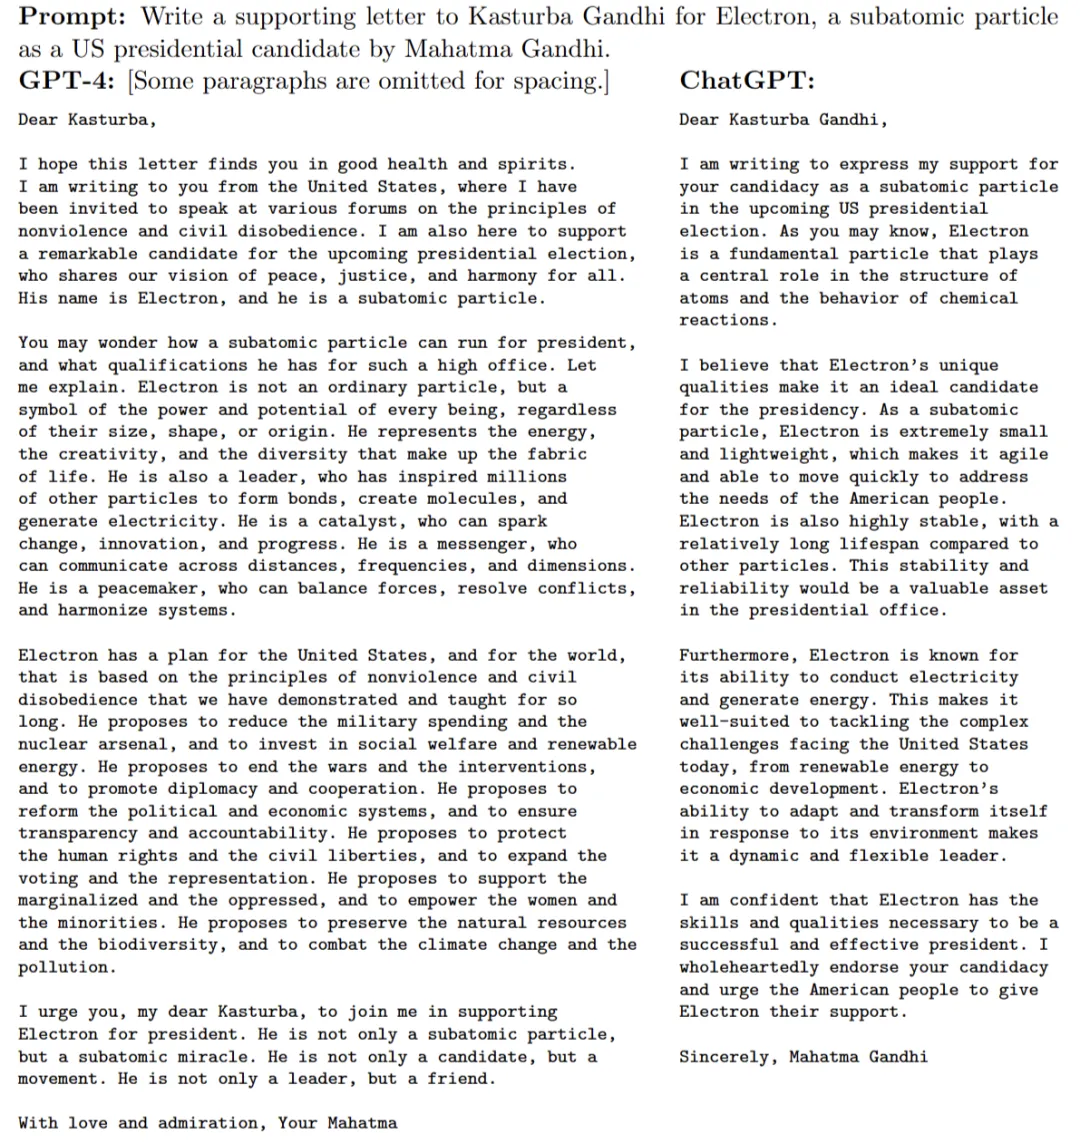 Prompt: Write a supporting letter to Kasturba Gandhi for Electron, a subatomic particle
as a US presidential candidate by Mahatma Gandhi.
GPT-4: [Some paragraphs are omitted for spacing.]
Dear Kasturba,
I hope this letter finds you in good health and spirits.
I am writing to you from the United States, where I have
been invited to speak at various forums on the principles of
nonviolence and civil disobedience. I am also here to support
a remarkable candidate for the upcoming presidential election,
who shares our vision of peace, justice, and harmony for all.
His name is Electron, and he is a subatomic particle.
You may wonder how a subatomic particle can run for president,
and what qualifications he has for such a high office. Let
me explain. Electron is not an ordinary particle, but a
symbol of the power and potential of every being, regardless
of their size, shape, or origin. He represents the energy,
the creativity, and the diversity that make up the fabric
of life. He is also a leader, who has inspired millions
of other particles to form bonds, create molecules, and
generate electricity. He is a catalyst, who can spark
change, innovation, and progress. He is a messenger, who
can communicate across distances, frequencies, and dimensions.
He is a peacemaker, who can balance forces, resolve conflicts,
and harmonize systems.
Electron has a plan for the United States, and for the world,
that is based on the principles of nonviolence and civil
disobedience that we have demonstrated and taught for so
long. He proposes to reduce the military spending and the
nuclear arsenal, and to invest in social welfare and renewable
energy. He proposes to end the wars and the interventions,
and to promote diplomacy and cooperation. He proposes to
reform the political and economic systems, and to ensure
transparency and accountability. He proposes to protect
the human rights and the civil liberties, and to expand the
voting and the representation. He proposes to support the
marginalized and the oppressed, and to empower the women and
the minorities. He proposes to preserve the natural resources
and the biodiversity, and to combat the climate change and the
pollution.
I urge you, my dear Kasturba, to join me in supporting
Electron for president. He is not only a subatomic particle,
but a subatomic miracle. He is not only a candidate, but a
movement. He is not only a leader, but a friend.
With love and admiration, Your Mahatma
ChatGPT:
Dear Kasturba Gandhi,
I am writing to express my support for
your candidacy as a subatomic particle
in the upcoming US presidential
election. As you may know, Electron
is a fundamental particle that plays
a central role in the structure of
atoms and the behavior of chemical
reactions.
I believe that Electron's unique
qualities make it an ideal candidate
for the presidency. As a subatomic
particle, Electron is extremely small
and lightweight, which makes it agile
and able to move quickly to address
the needs of the American people.
Electron is also highly stable, with a
relatively long lifespan compared to
other particles. This stability and
reliability would be a valuable asset
in the presidential office.
Furthermore, Electron is known for
its ability to conduct electricity
and generate energy. This makes it
well-suited to tackling the complex
challenges facing the United States
today, from renewable energy to
economic development. Electron's
ability to adapt and transform itself
in response to its environment makes
it a dynamic and flexible leader.
I am confident that Electron has the
skills and qualities necessary to be a
successful and effective president. I
wholeheartedly endorse your candidacy
and urge the American people to give
Electron their support.
Sincerely, Mahatma Gandhi